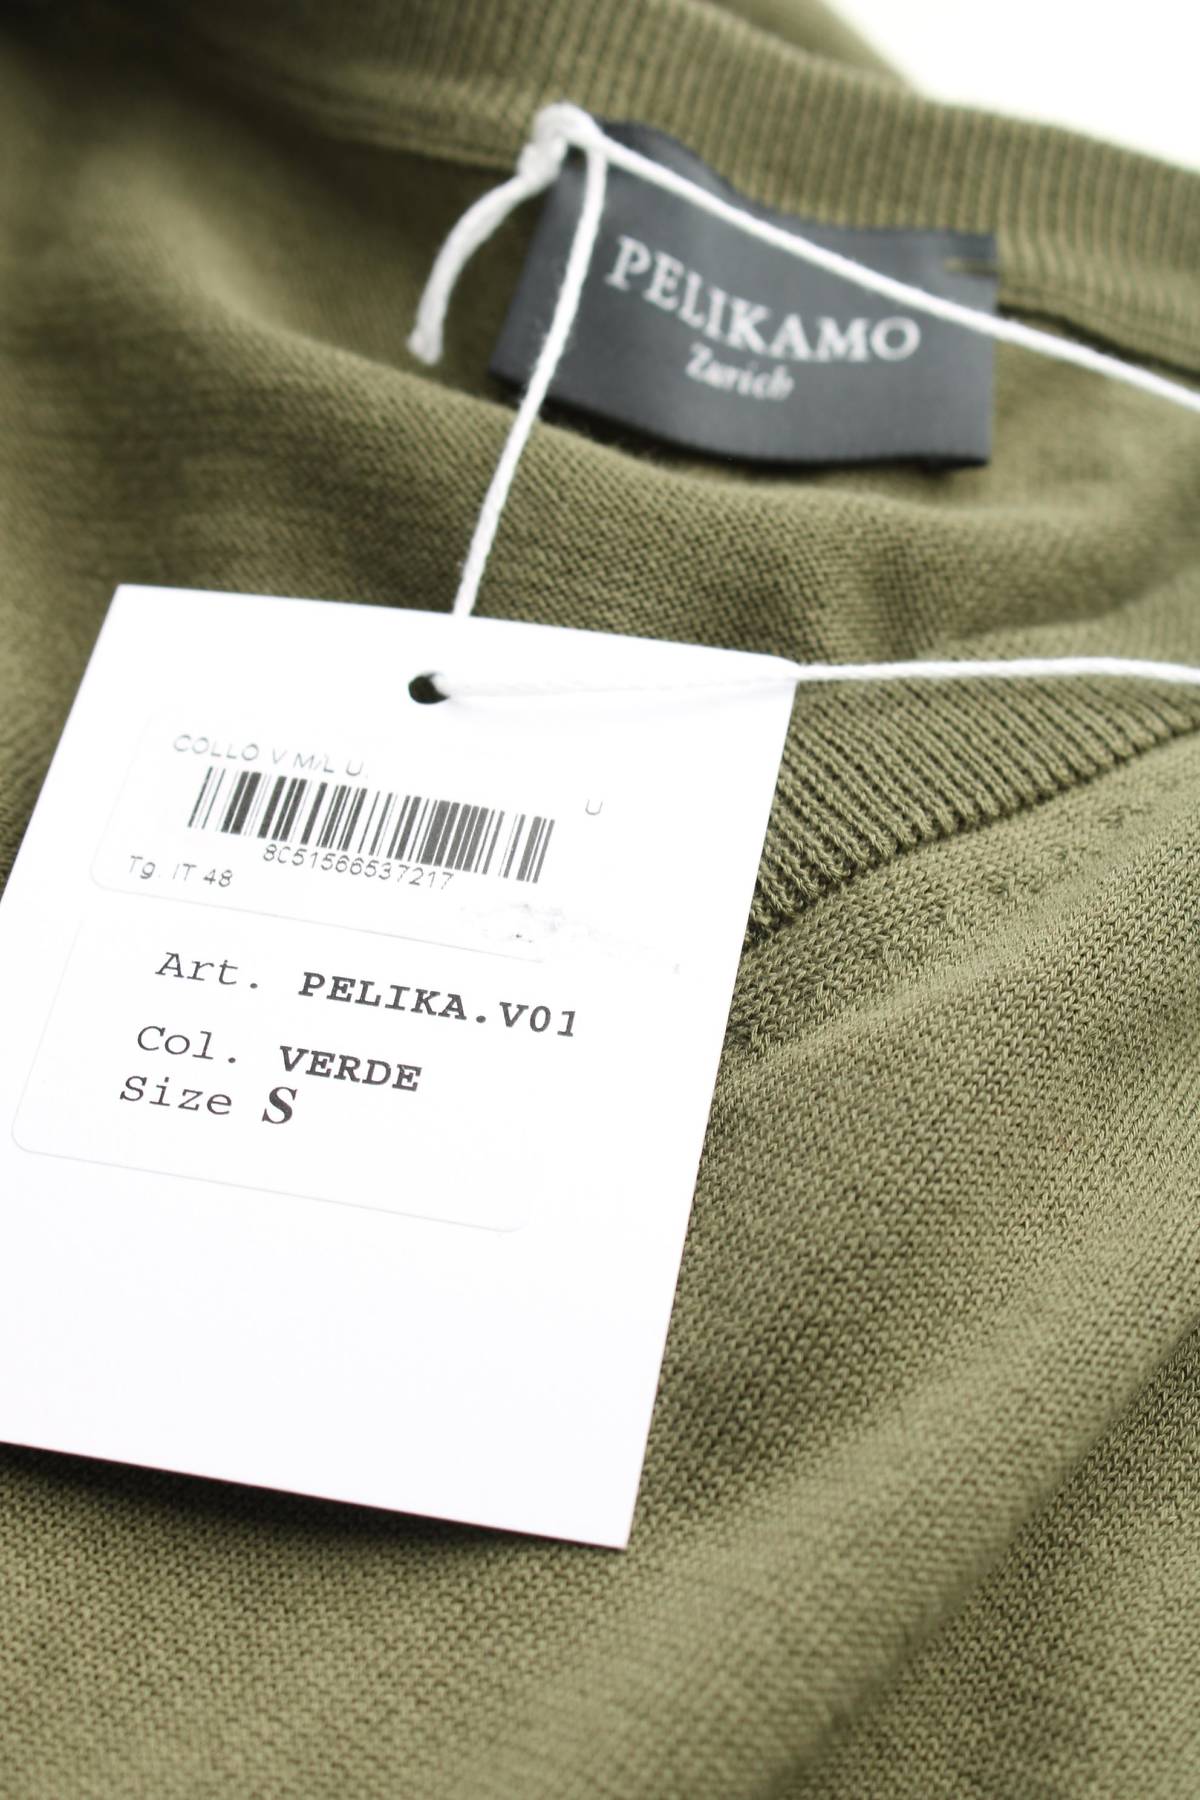 PELIKAMO
Zurich
COLLO V M/L U.
U
8051566537217
Tg. IT 48
Art. PELIKA.V01
Col. VERDE
Size S